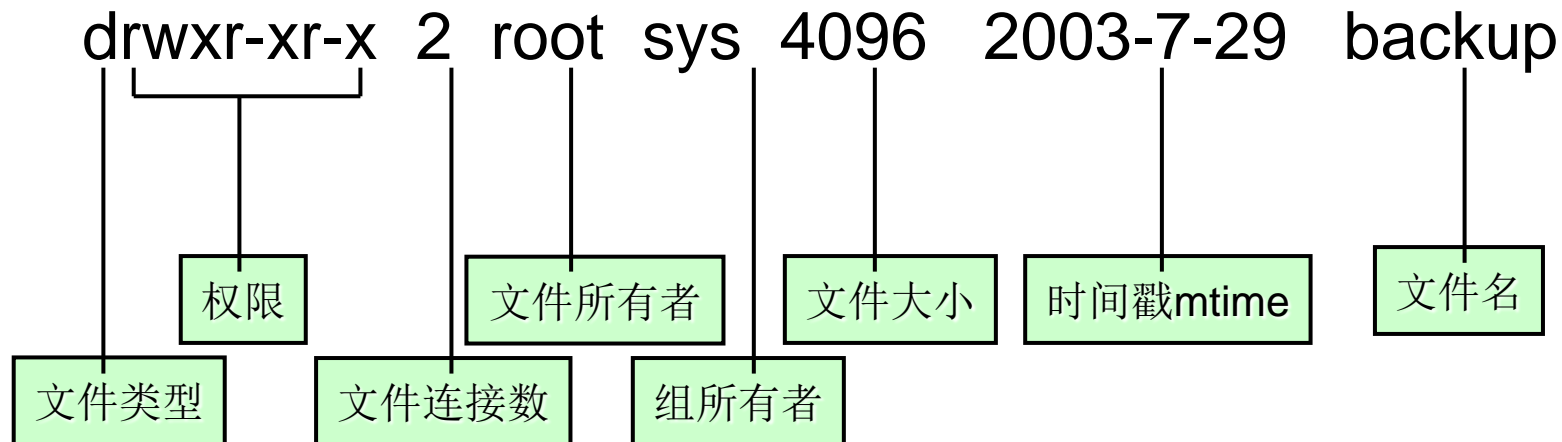 drwxr-xr-x 2 root sys 4096 2003-7-29 backup
权限
文件所有者
文件大小
时间戳mtime
文件名
文件类型
文件连接数
组所有者